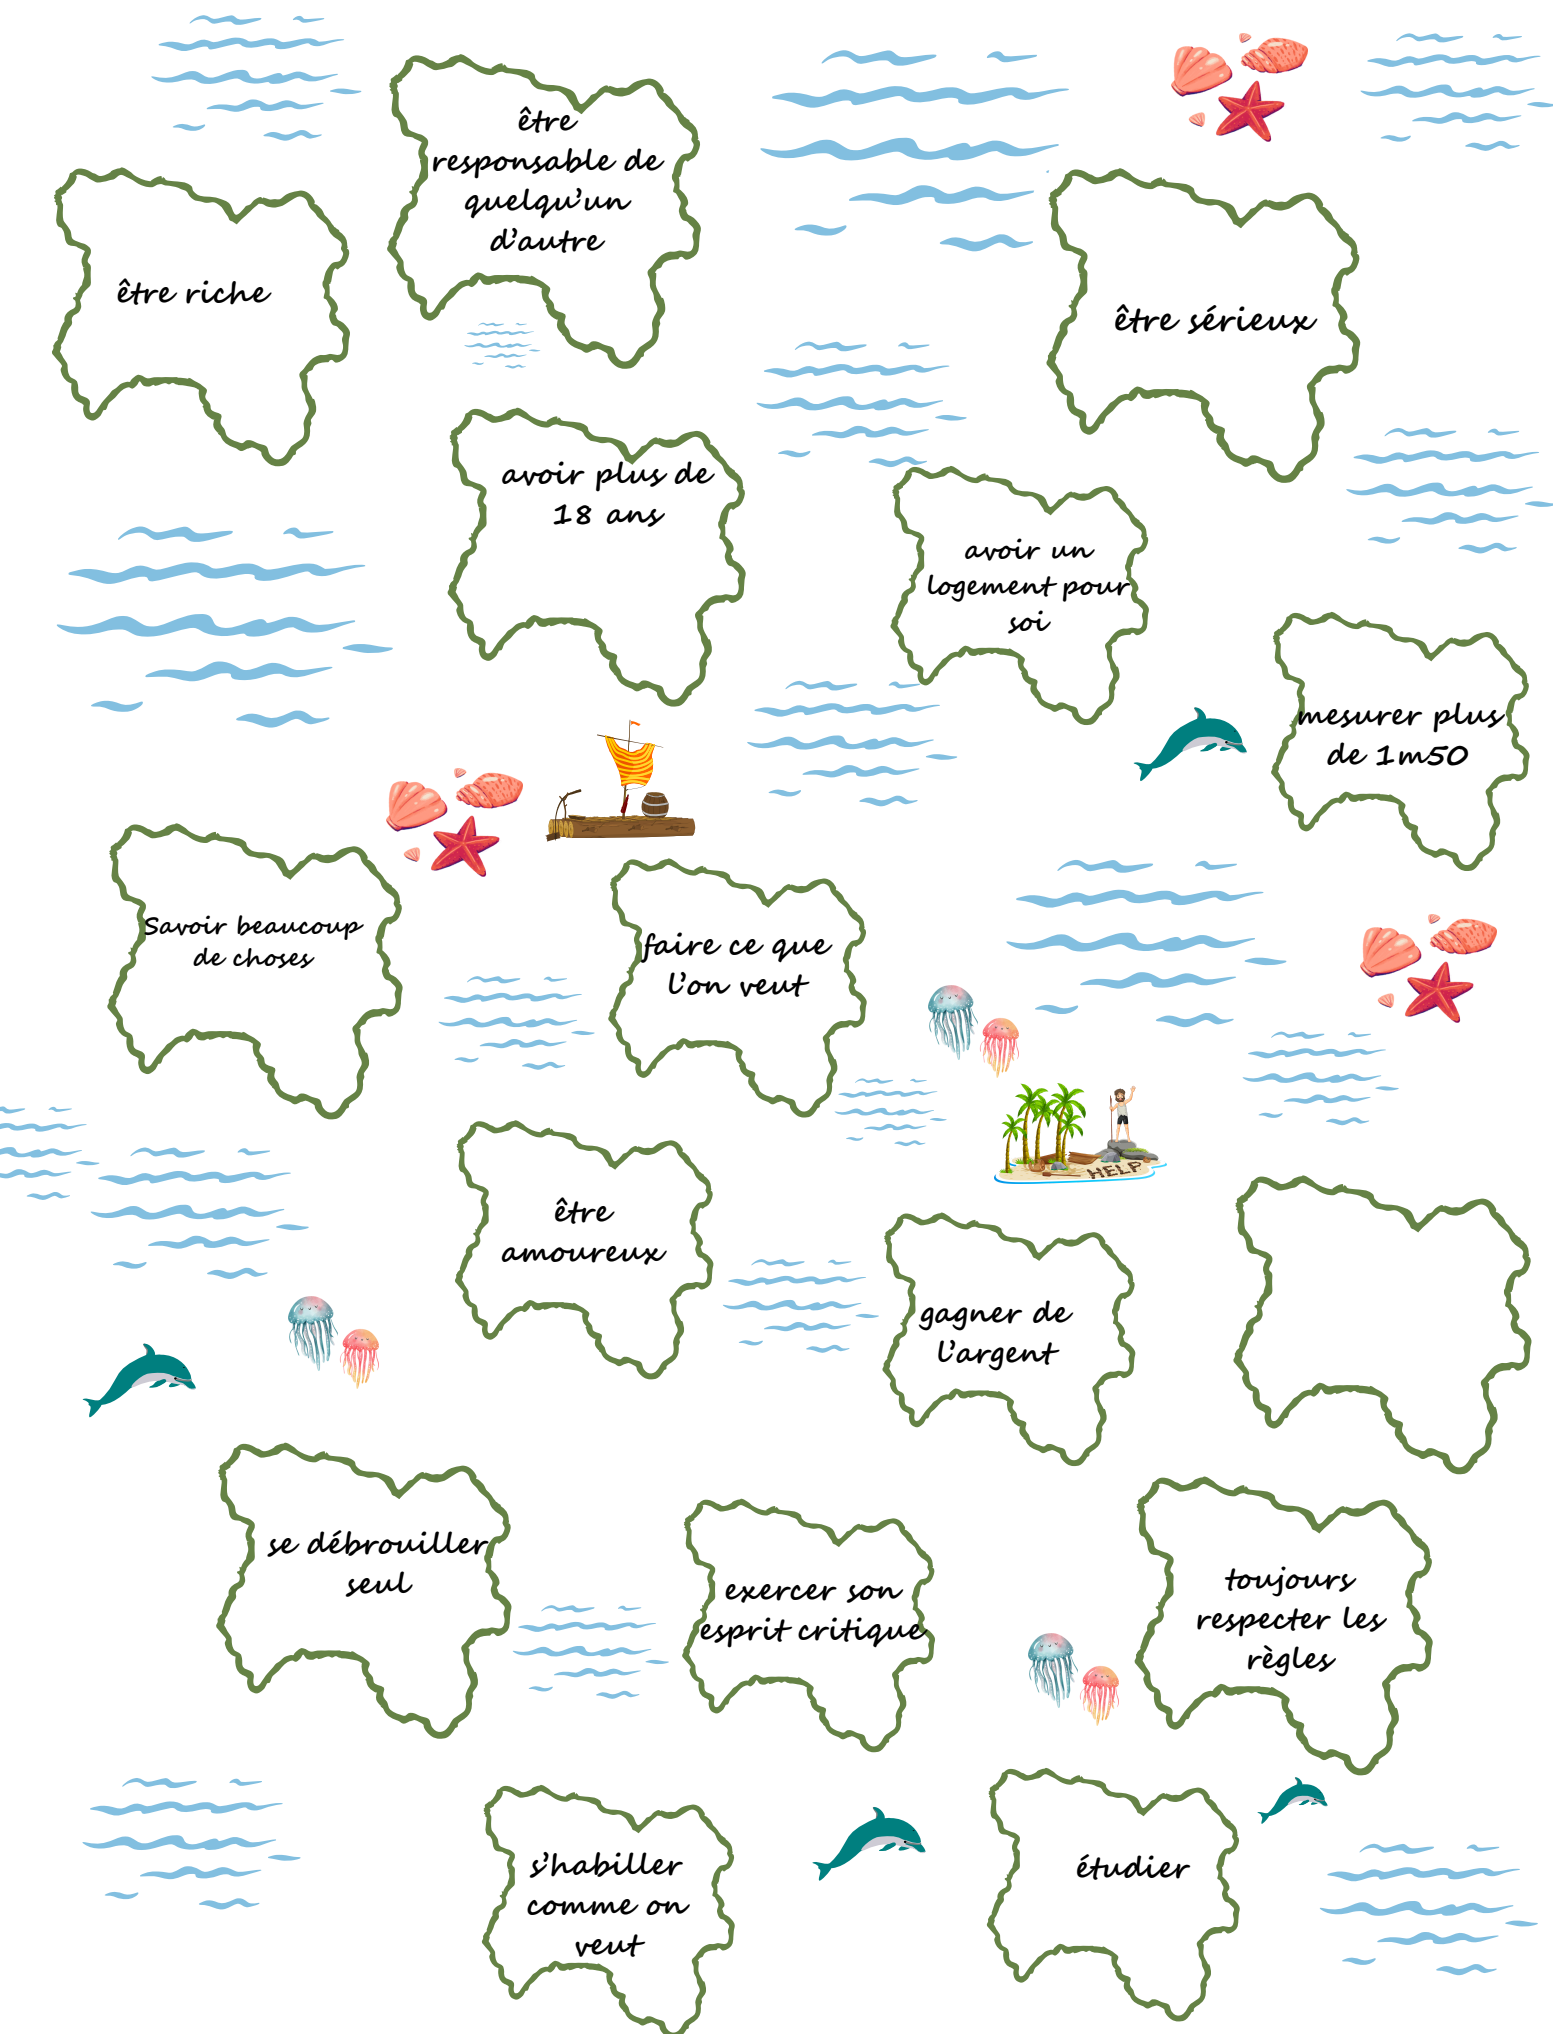 être
responsable de
quelqu'un
d'autre
être riche
être sérieux
avoir plus de
18 ans
avoir un
logement pour
soi
mesurer plus
de 1m50
Savoir beaucoup
de choses
faire ce que
l'on veut
HELP
être
amoureux
gagner de
l'argent
se débrouiller
seul
exercer son
esprit critique
toujours
respecter les
règles
s'habiller
comme on
veut
étudier